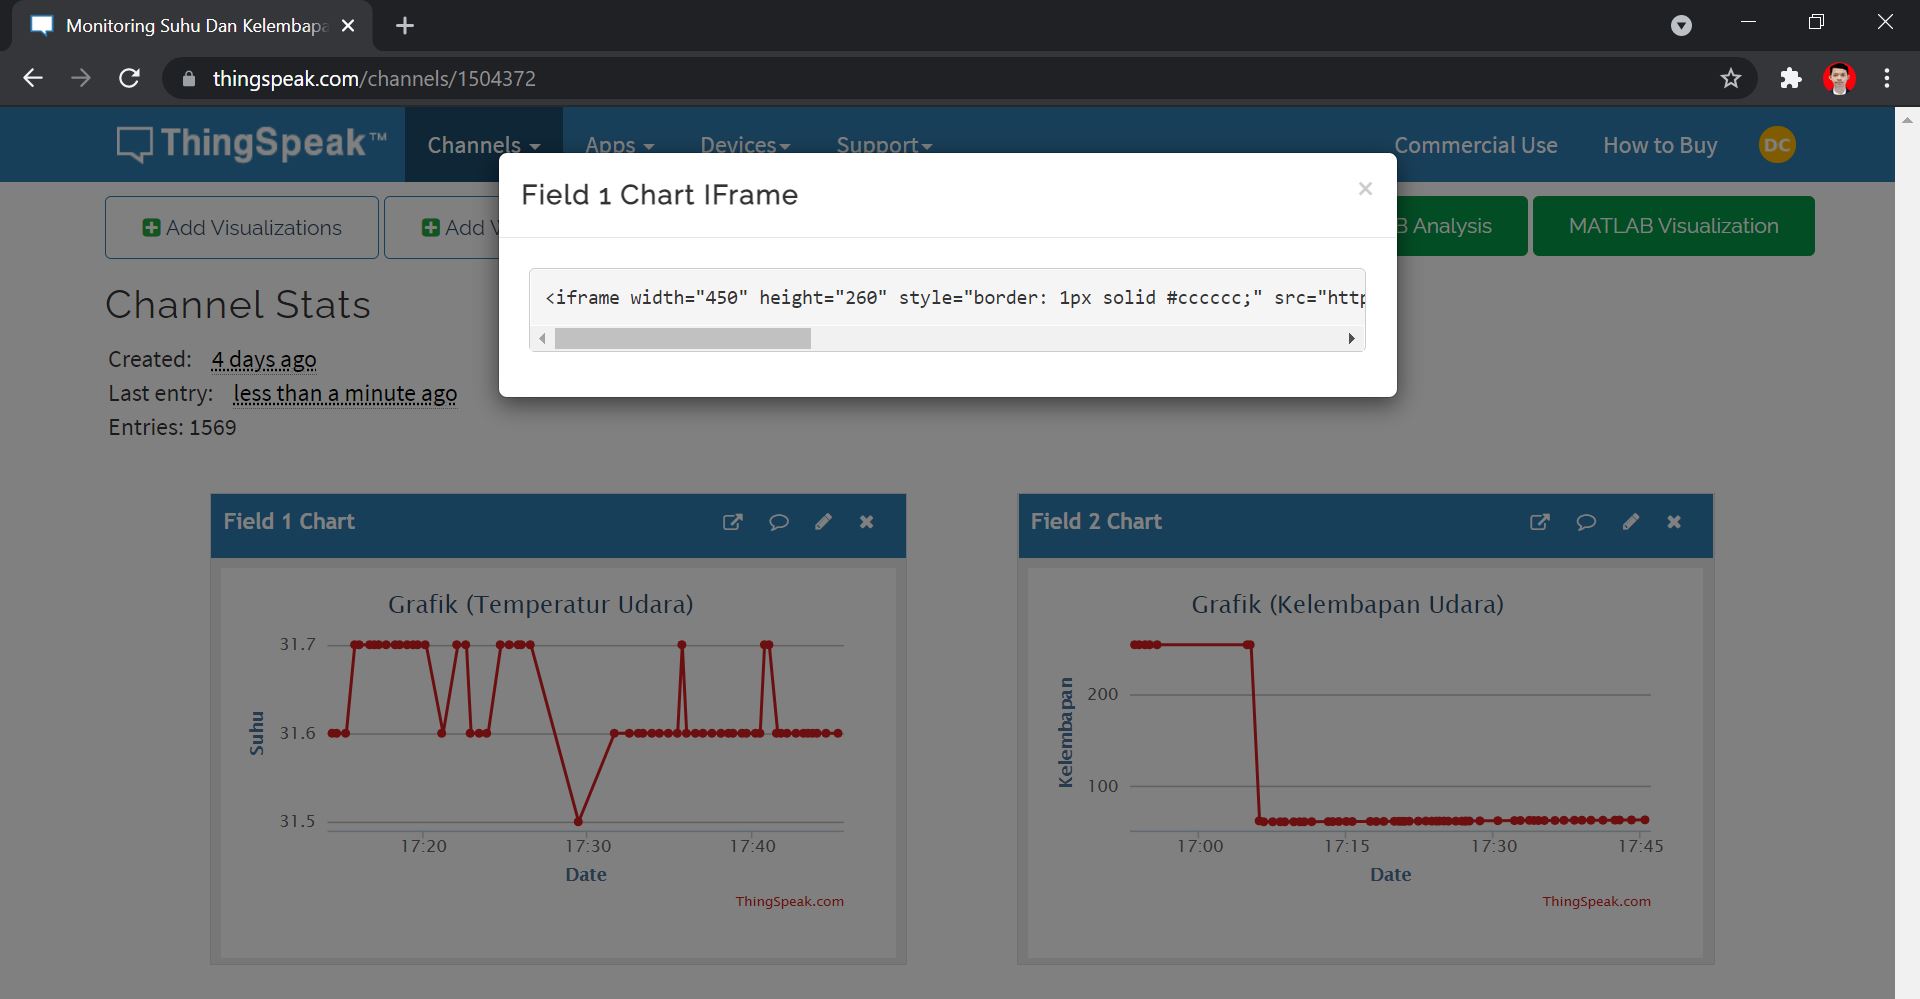 Monitoring Suhu Dan Kelembapa
thingspeak.com/channels/1504372
ThingSpeak™
Channels
Apps
Devices
Support
Commercial Use
How to Buy
DC
Field 1 Chart IFrame
×
<iframe width="450" height="260" style="border: 1px solid #cccccc;" src="http
Add Visualizations
Add
B Analysis
MATLAB Visualization
Channel Stats
Created: 4 days ago
Last entry: less than a minute ago
Entries: 1569
Field 1 Chart
Grafik (Temperatur Udara)
Suhu
31.7
31.6
31.5
17:20
17:30
17:40
Date
ThingSpeak.com
Field 2 Chart
Grafik (Kelembapan Udara)
Kelembapan
200
100
17:00
17:15
17:30
17:45
Date
ThingSpeak.com